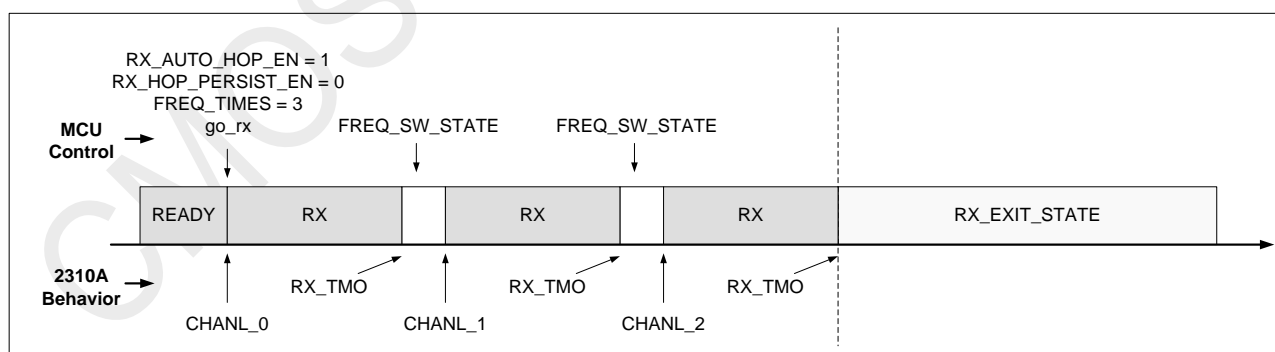 RX_AUTO_HOP_EN = 1
RX_HOP_PERSIST_EN = 0
FREQ_TIMES = 3
go_rx
MCU
Control
FREQ_SW_STATE
FREQ_SW_STATE
READY
RX
RX
RX
RX_EXIT_STATE
2310A
Behavior
RX_TMO
RX_TMO
RX_TMO
CHANL_0
CHANL_1
CHANL_2
CMOS